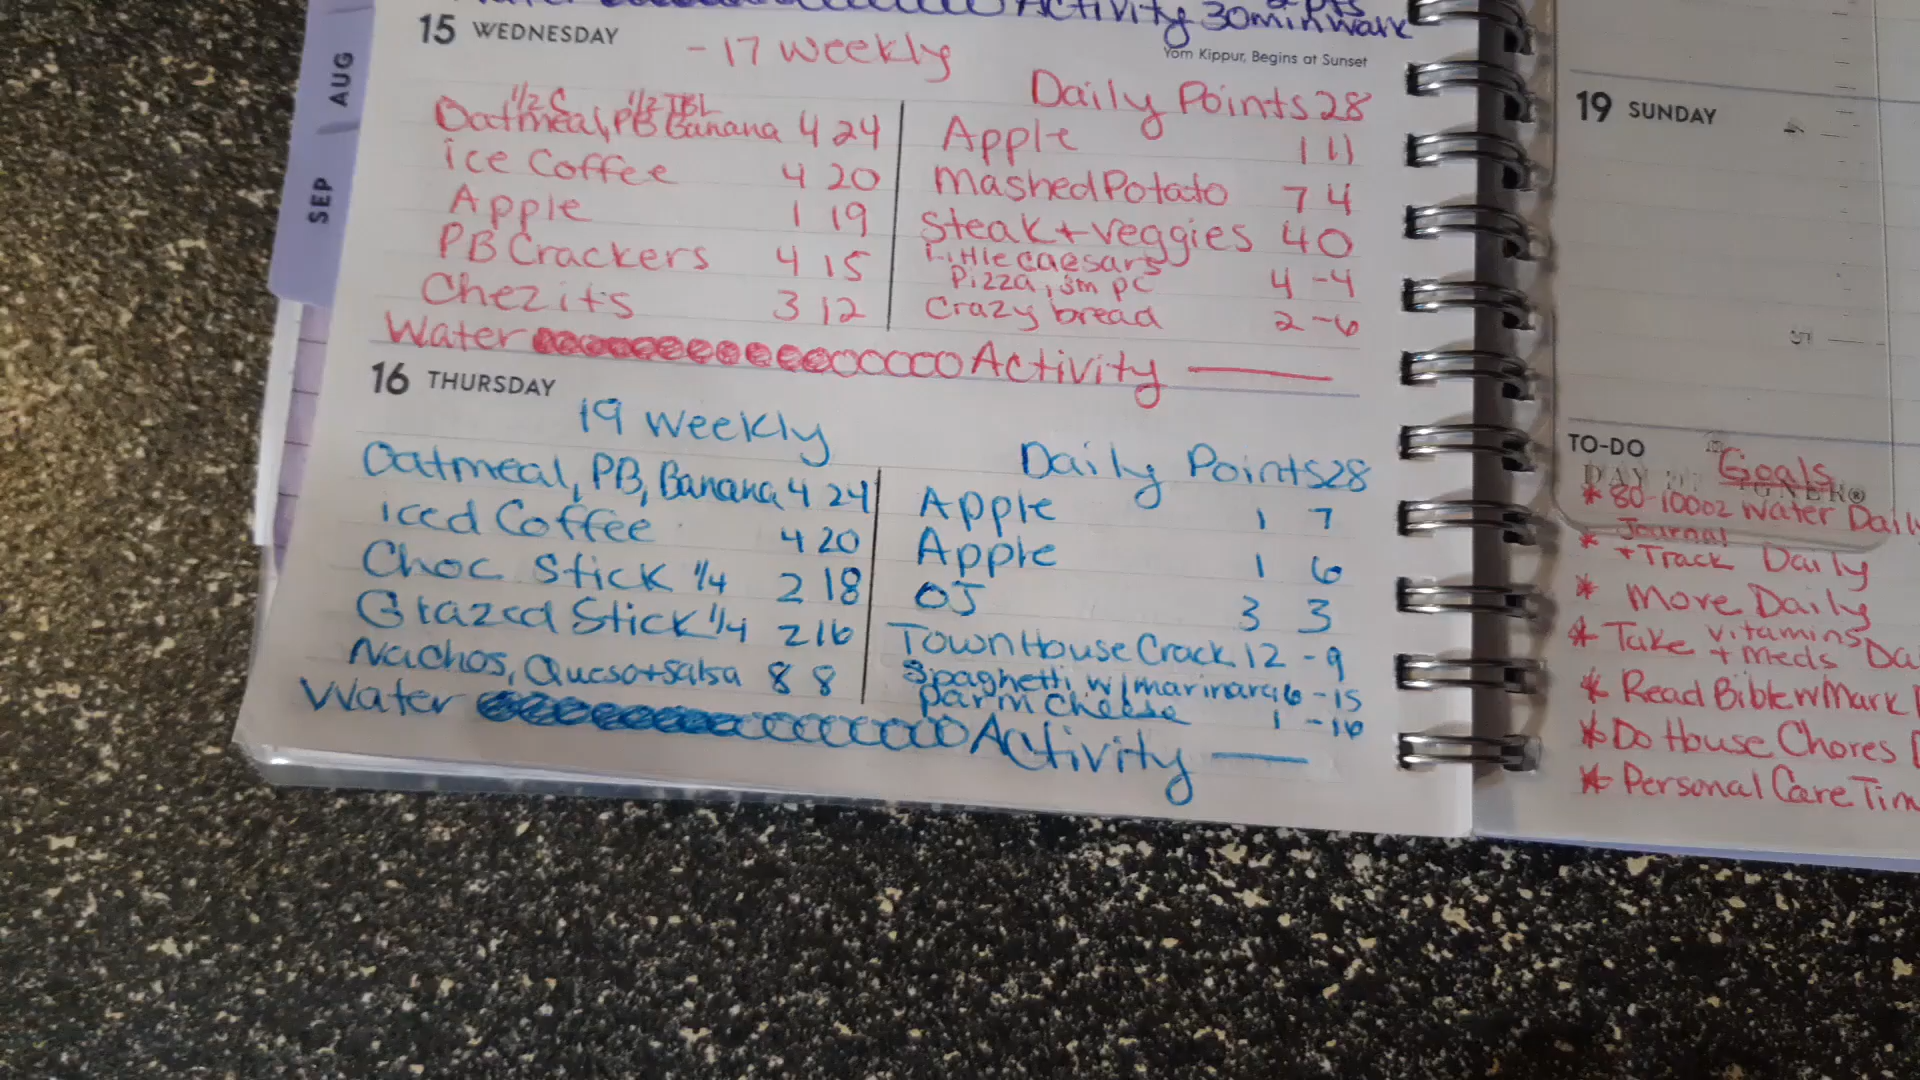 Activity 30min walk
AUG
SEP
15 WEDNESDAY
Yom Kippur, Begins at Sunset
-17 Weekly
Daily Points 28
1/2 C 1/2 TBL
Oatmeal, PB Banana 4 24
ice Coffee 4 20
Apple 1 19
PB Crackers 4 15
Chezits 3 12
Apple 1 11
Mashed Potato 7 4
Steak + veggies 4 0
Little Caesars
Pizza, sm pc 4 -4
Crazy bread 2 -6
Water Activity
16 THURSDAY
19 Weekly
Daily Points 28
Oatmeal, PB, Banana 4 24
iced Coffee 4 20
Choc Stick 1/4 2 18
Glazed Stick 1/4 2 16
Nachos, Queso+salsa 8 8
Apple 1 7
Apple 1 6
OJ 3 3
Town House Crack 12 -9
Spaghetti w/marinara 6 -15
parm cheese 1 -16
Water Activity
19 SUNDAY
TO-DO
Goals
* 80-100oz Water Daily
* Journal
+Track Daily
* Move Daily
* Take vitamins
+ meds
* Read Bible w/Mark
* Do House Chores
* Personal Care